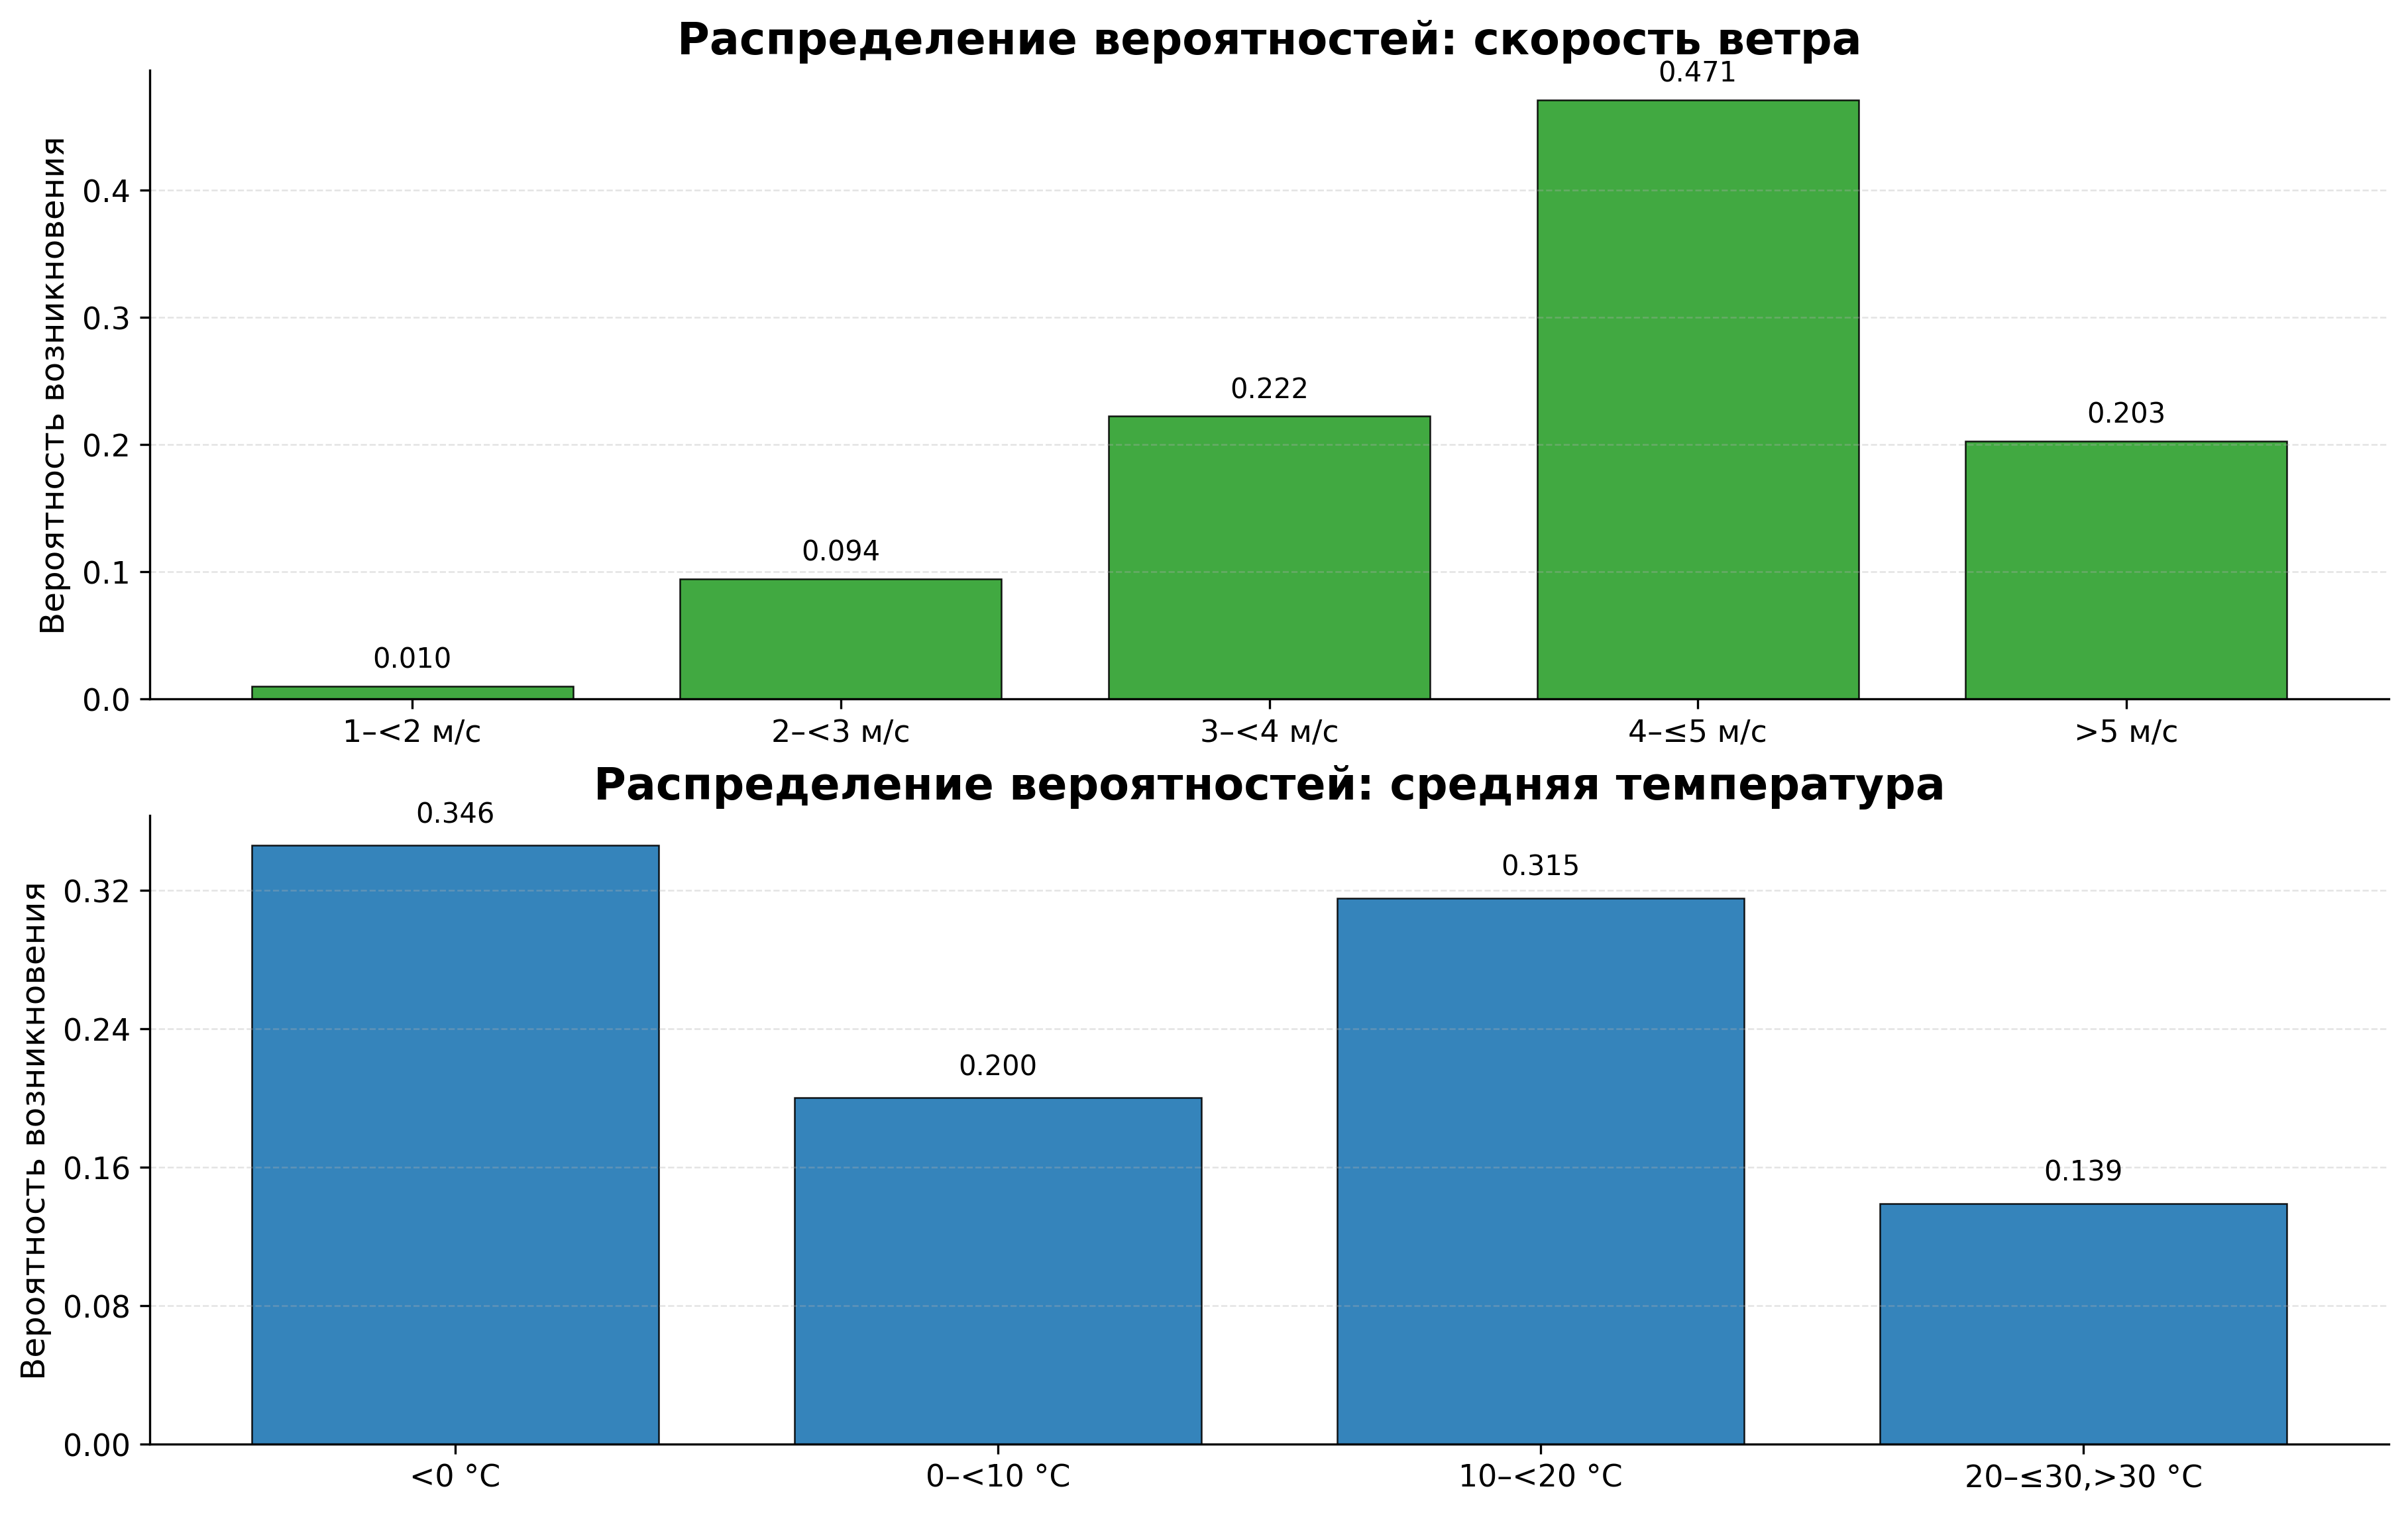 Распределение вероятностей: скорость ветра
Вероятность возникновения
0.4
0.3
0.2
0.1
0.0
0.010
0.094
0.222
0.471
0.203
1–<2 м/с
2–<3 м/с
3–<4 м/с
4–≤5 м/с
>5 м/с
Распределение вероятностей: средняя температура
Вероятность возникновения
0.32
0.24
0.16
0.08
0.00
0.346
0.200
0.315
0.139
<0 °C
0–<10 °C
10–<20 °C
20–≤30,>30 °C